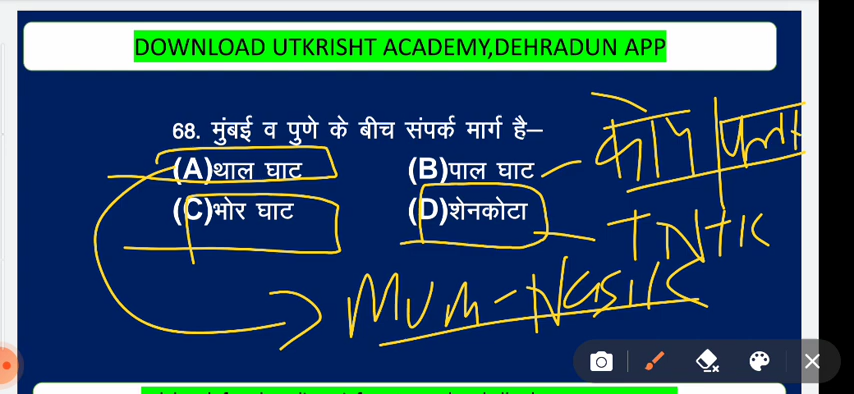 DOWNLOAD UTKRISHT ACADEMY,DEHRADUN APP
68. मुंबई व पुणे के बीच संपर्क मार्ग है–
(A)थाल घाट (B)पाल घाट
(C)भोर घाट (D)शेनकोटा
TN+K
MUM-NASIK